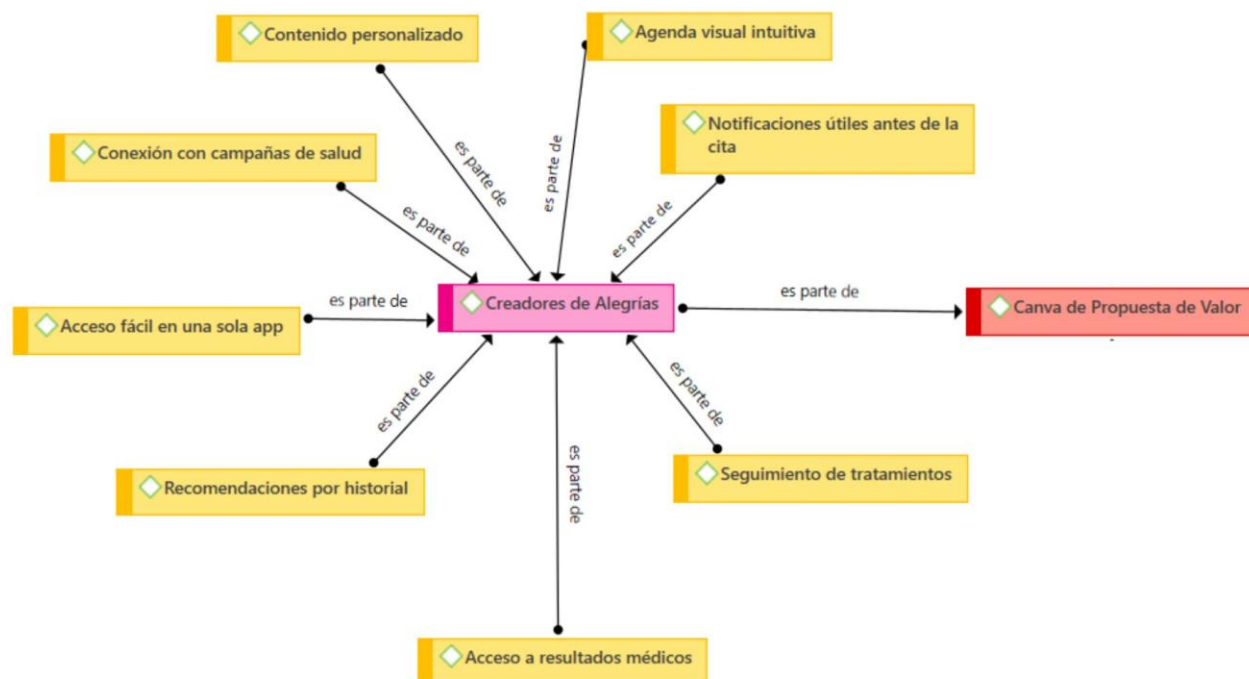 Contenido personalizado
Agenda visual intuitiva
Notificaciones útiles antes de la
cita
Conexión con campañas de salud
es parte de
es parte de
es parte de
es parte de
Acceso fácil en una sola app
es parte de
Creadores de Alegrías
es parte de
Canva de Propuesta de Valor
es parte de
es parte de
es parte de
Recomendaciones por historial
Seguimiento de tratamientos
Acceso a resultados médicos